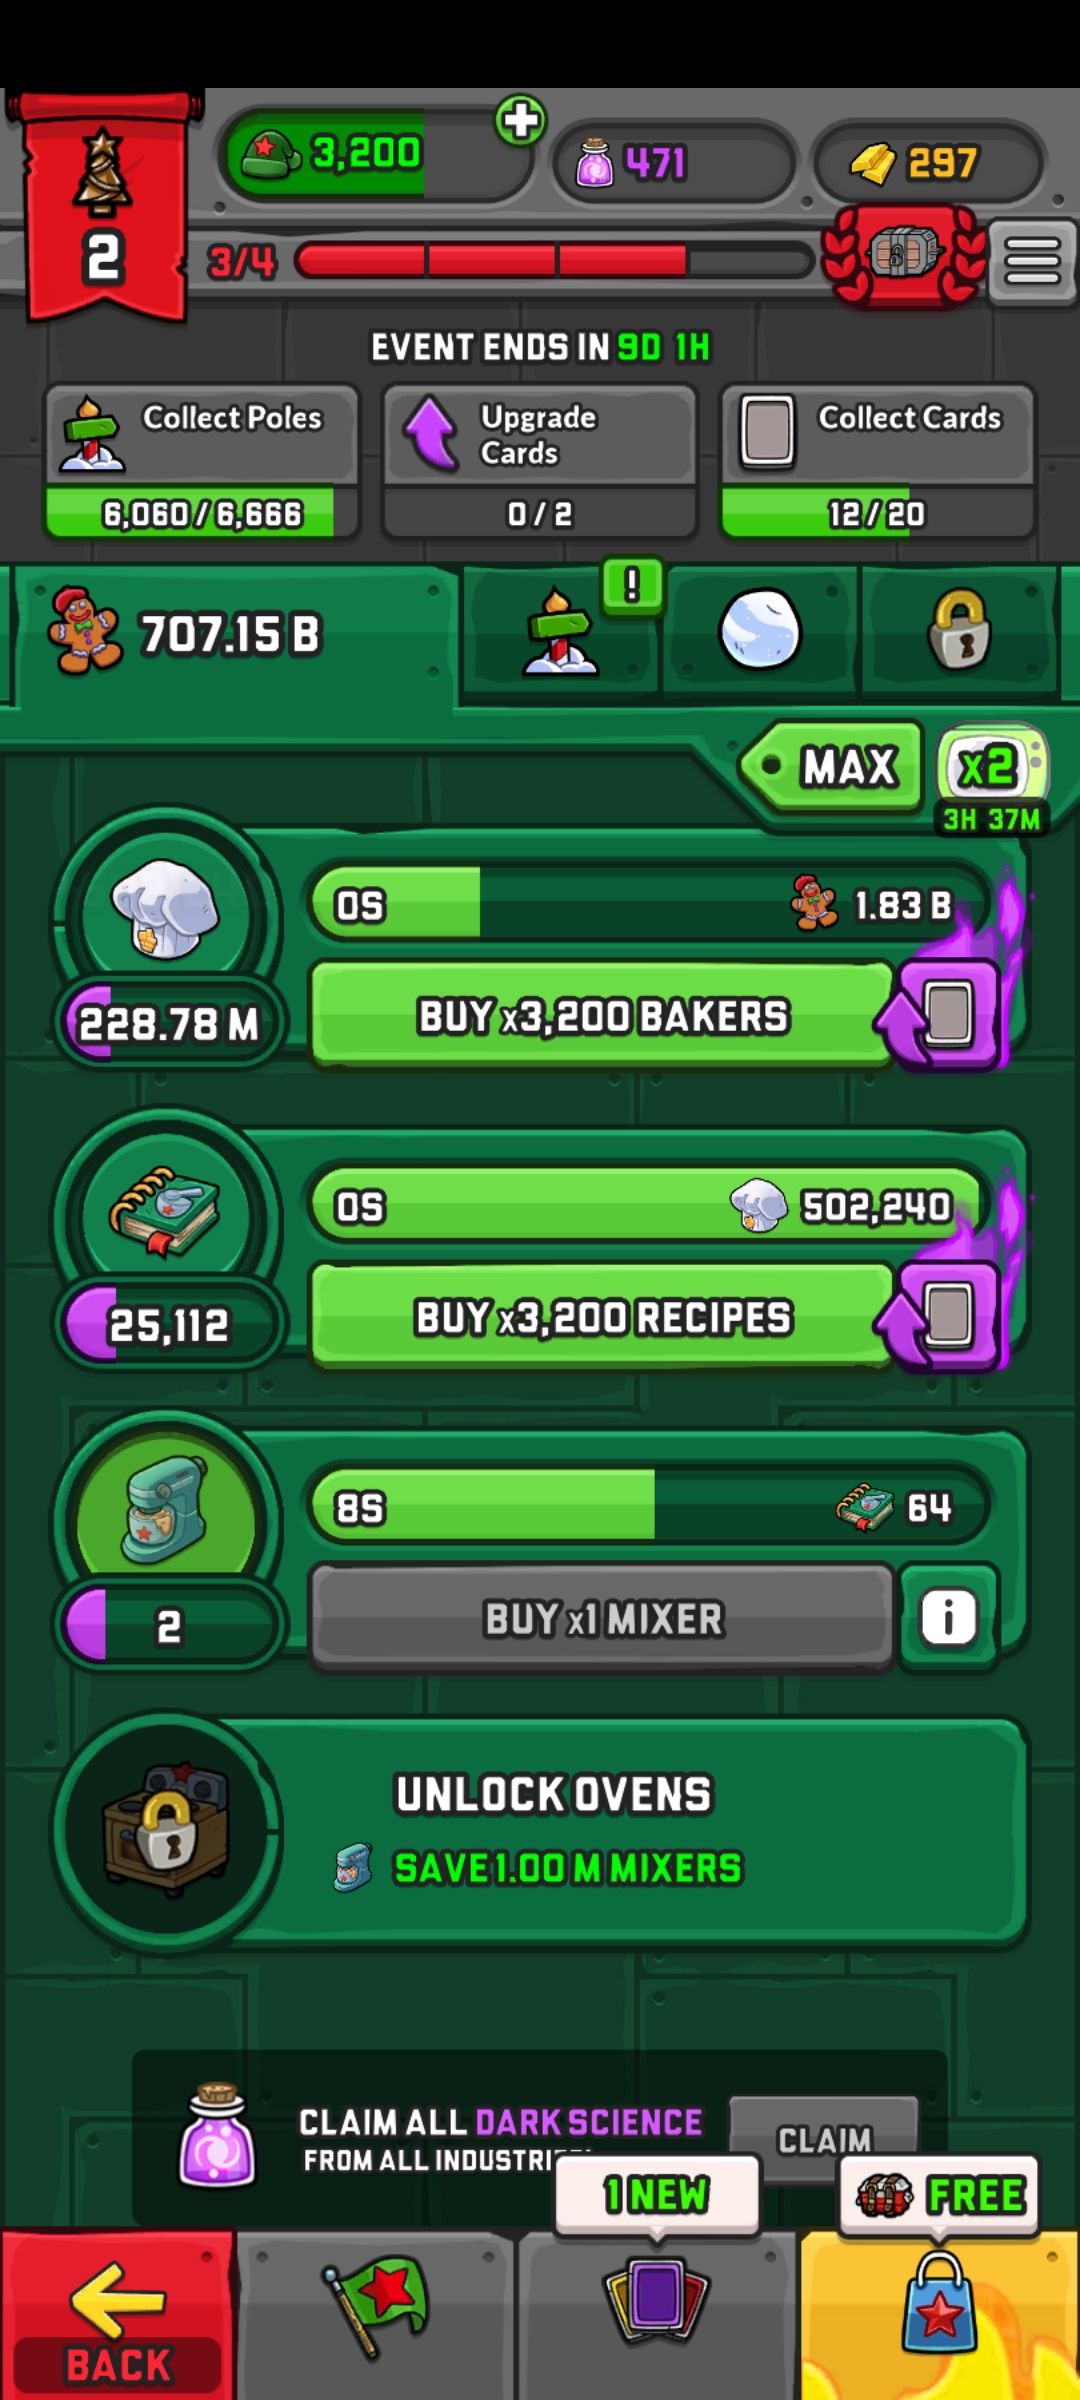 3,200
471
297
2
3/4
EVENT ENDS IN 9D 1H
Collect Poles
6,060 / 6,666
Upgrade
Cards
0 / 2
Collect Cards
12 / 20
707.15 B
!
MAX
x2
3H 37M
0S
1.83 B
228.78 M
BUY x3,200 BAKERS
0S
502,240
25,112
BUY x3,200 RECIPES
8S
64
2
BUY x1 MIXER
i
UNLOCK OVENS
SAVE 1.00 M MIXERS
CLAIM ALL DARK SCIENCE
FROM ALL
CLAIM
1 NEW
FREE
BACK